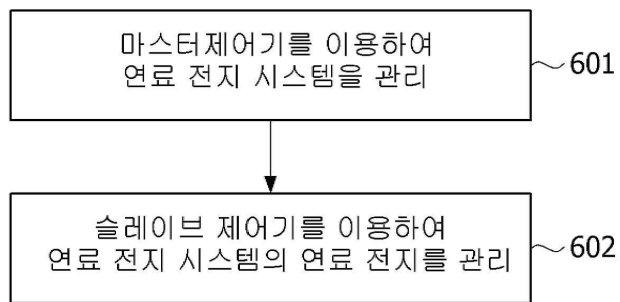 마스터제어기를 이용하여
연료 전지 시스템을 관리
601
슬레이브 제어기를 이용하여
연료 전지 시스템의 연료 전지를 관리
602